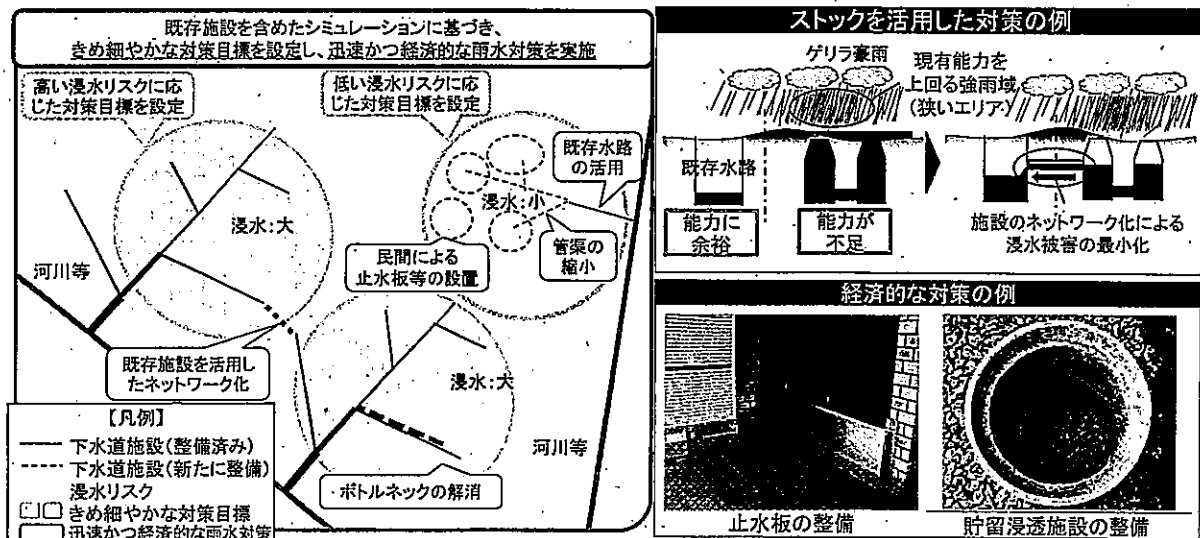 既存施設を含めたシミュレーションに基づき、
きめ細やかな対策目標を設定し、迅速かつ経済的な雨水対策を実施
高い浸水リスクに応
じた対策目標を設定
低い浸水リスクに応
じた対策目標を設定
既存水路
の活用
浸水:大
浸水:小
管渠の
縮小
民間による
止水板等の設置
河川等
既存施設を活用し
たネットワーク化
浸水:大
河川等
ボトルネックの解消
【凡例】
下水道施設(整備済み)
下水道施設(新たに整備)
浸水リスク
きめ細やかな対策目標
迅速かつ経済的な雨水対策
ストックを活用した対策の例
ゲリラ豪雨
現有能力を
上回る強雨域
(狭いエリア)
既存水路
能力に
余裕
能力が
不足
施設のネットワーク化による
浸水被害の最小化
経済的な対策の例
止水板の整備
貯留浸透施設の整備